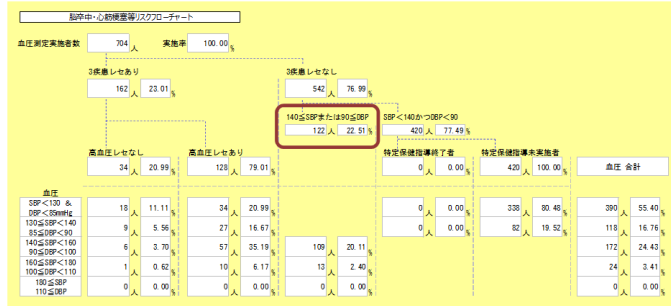 脳卒中・心筋梗塞等リスクフローチャート
血圧測定実施者数 704 人 実施率 100.00 %
3疾患レセあり 3疾患レセなし
162 人 23.01 % 542 人 76.99 %
140≦SBPまたは90≦DBP SBP<140かつDBP<90
122 人 22.51 % 420 人 77.49 %
高血圧レセなし 高血圧レセあり 特定保健指導終了者 特定保健指導未実施者
34 人 20.99 % 128 人 79.01 % 0 人 0.00 % 420 人 100.00 % 血圧 合計
血圧
SBP<130 &
DBP<85mmHg 18 人 11.11 % 34 人 20.99 % 0 人 0.00 % 338 人 80.48 % 390 人 55.40 %
130≦SBP<140
85≦DBP<90 9 人 5.56 % 27 人 16.67 % 0 人 0.00 % 82 人 19.52 % 118 人 16.76 %
140≦SBP<160
90≦DBP<100 6 人 3.70 % 57 人 35.19 % 109 人 20.11 % 172 人 24.43 %
160≦SBP<180
100≦DBP<110 1 人 0.62 % 10 人 6.17 % 13 人 2.40 % 24 人 3.41 %
180≦SBP
110≦DBP 0 人 0.00 % 0 人 0.00 % 0 人 0.00 % 0 人 0.00 %